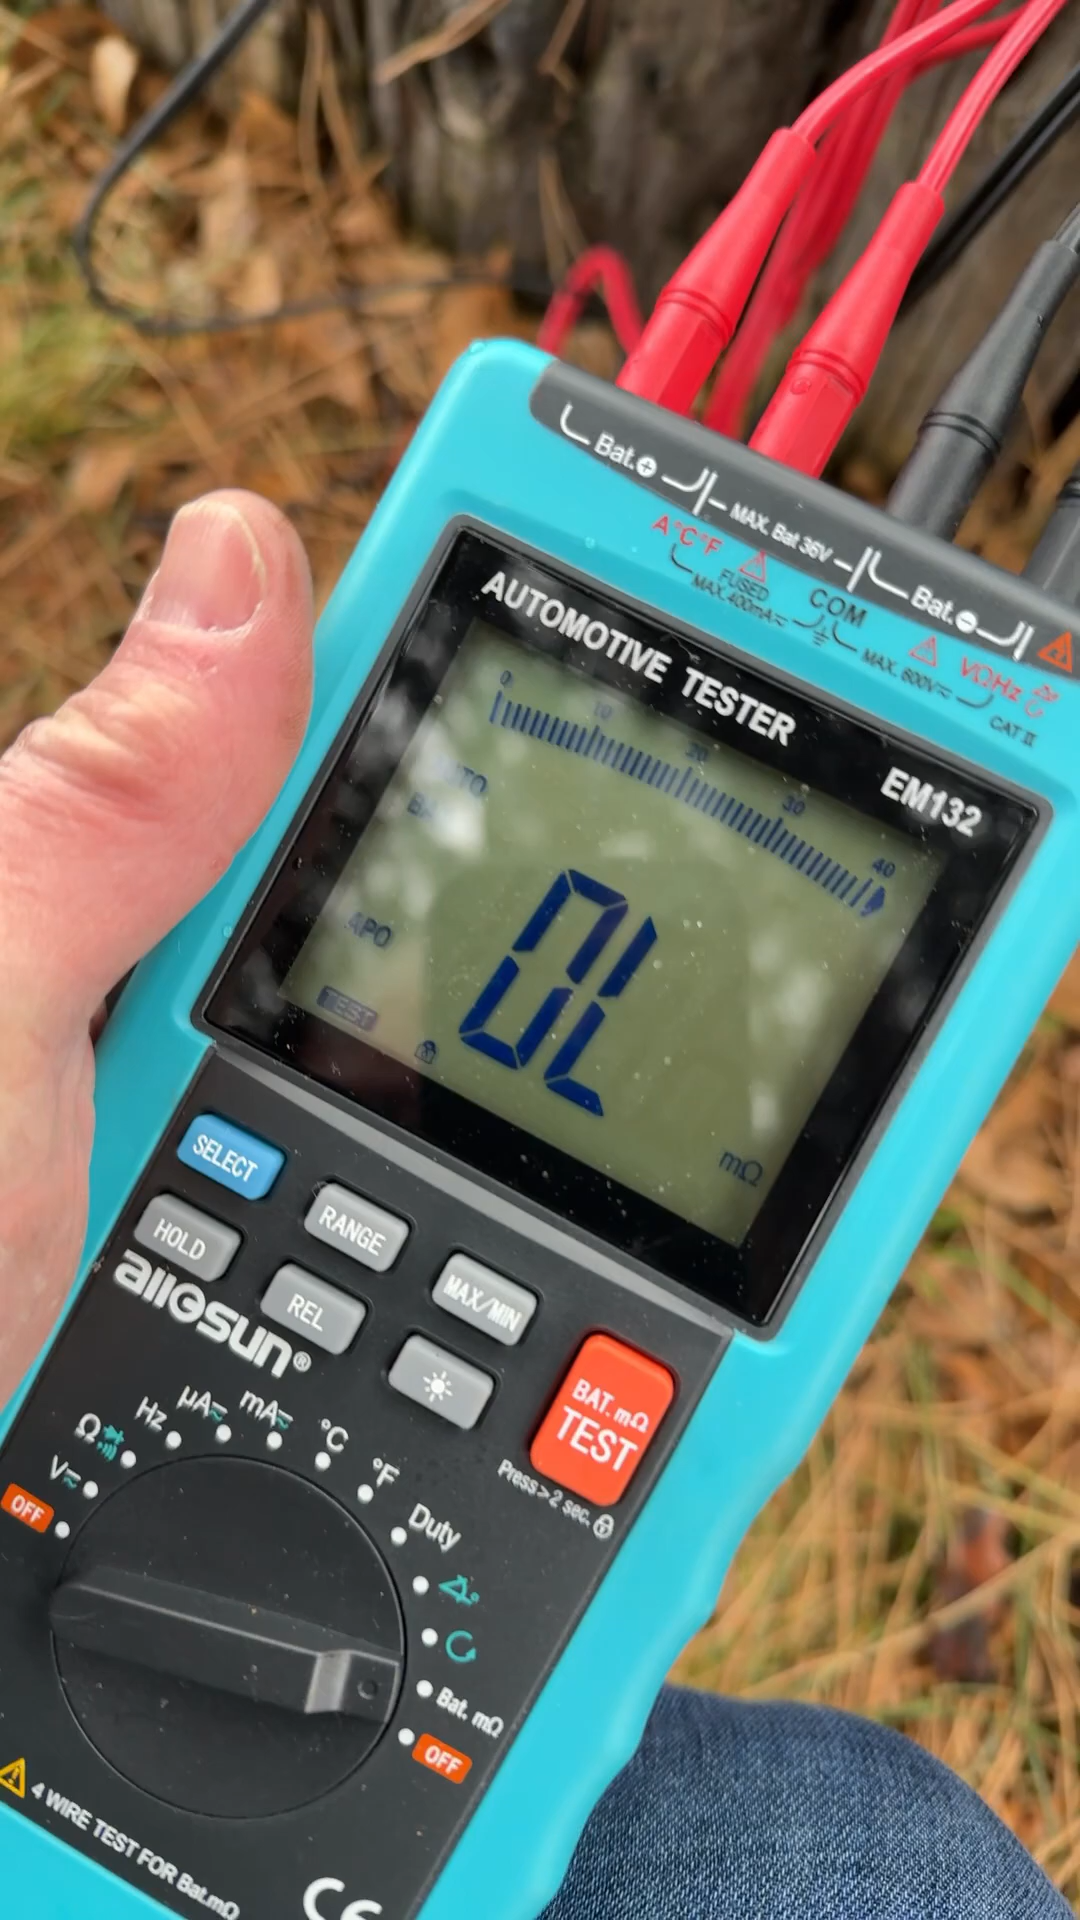 Bat.⊕
MAX. Bat 36V
Bat.⊖
A°C°F
FUSED
MAX.400mA
COM
MAX. 600V
VΩHz
CAT II
AUTOMOTIVE TESTER
EM132
0 10 20 30 40
APO
OL
TEST
mΩ
SELECT
RANGE
HOLD
MAX/MIN
REL
allosun®
BAT. mΩ
TEST
Press>2 sec.
OFF
V
Ω
Hz
µA
mA
°C
°F
Duty
Bat. mΩ
OFF
4 WIRE TEST FOR Bat.mΩ
CE